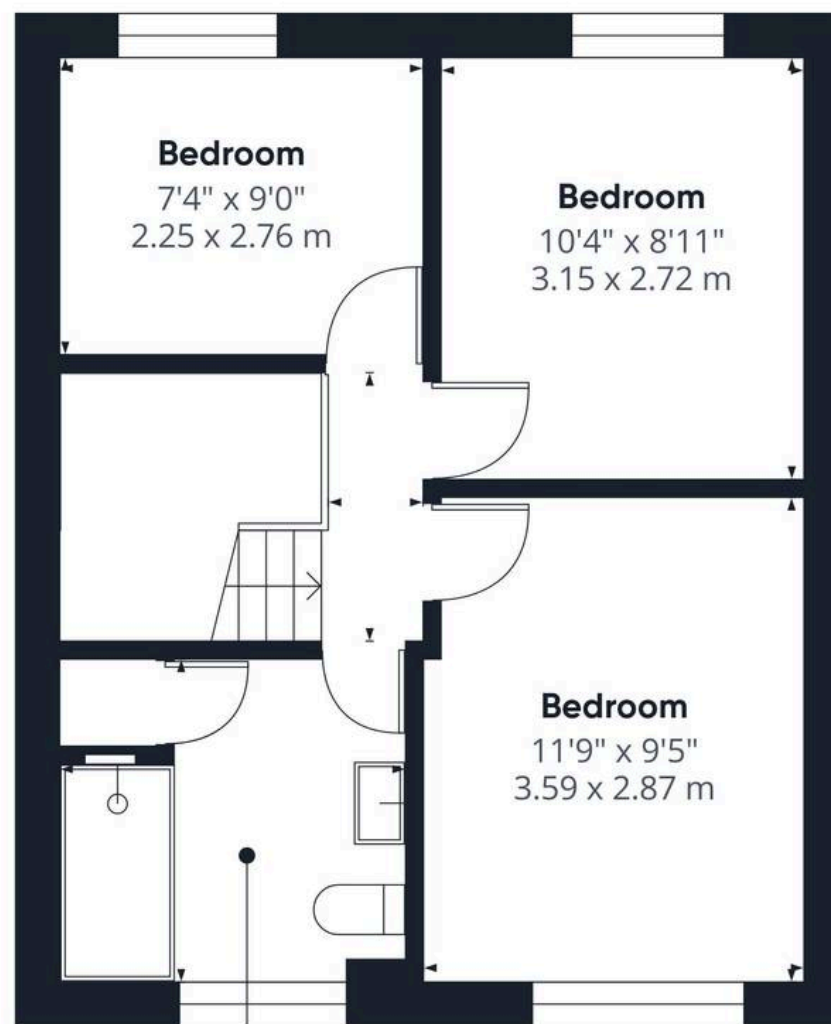 Bedroom
7'4" x 9'0"
2.25 x 2.76 m
Bedroom
10'4" x 8'11"
3.15 x 2.72 m
Bedroom
11'9" x 9'5"
3.59 x 2.87 m